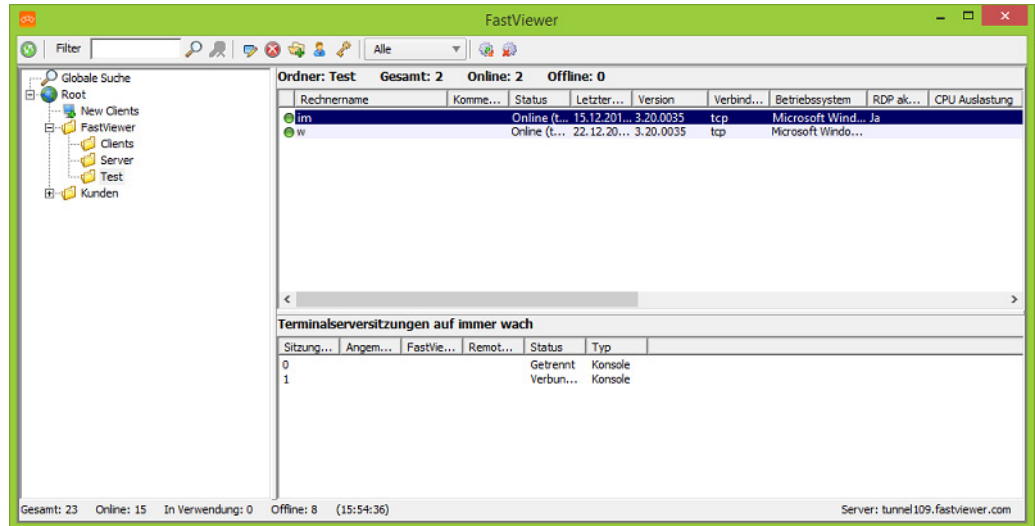 FastViewer
Filter Alle
Globale Suche
Root
New Clients
FastViewer
Clients
Server
Test
Kunden
Ordner: Test Gesamt: 2 Online: 2 Offline: 0
Rechnername Komme... Status Letzter... Version Verbind... Betriebssystem RDP ak... CPU Auslastung
im Online (t... 15.12.201... 3.20.0035 tcp Microsoft Wind... Ja
w Online (t... 22.12.20... 3.20.0035 tcp Microsoft Windo...
Terminalserversitzungen auf immer wach
Sitzung... Angem... FastVie... Remot... Status Typ
0 Getrennt Konsole
1 Verbun... Konsole
Gesamt: 23 Online: 15 In Verwendung: 0 Offline: 8 (15:54:36) Server: tunnel109.fastviewer.com